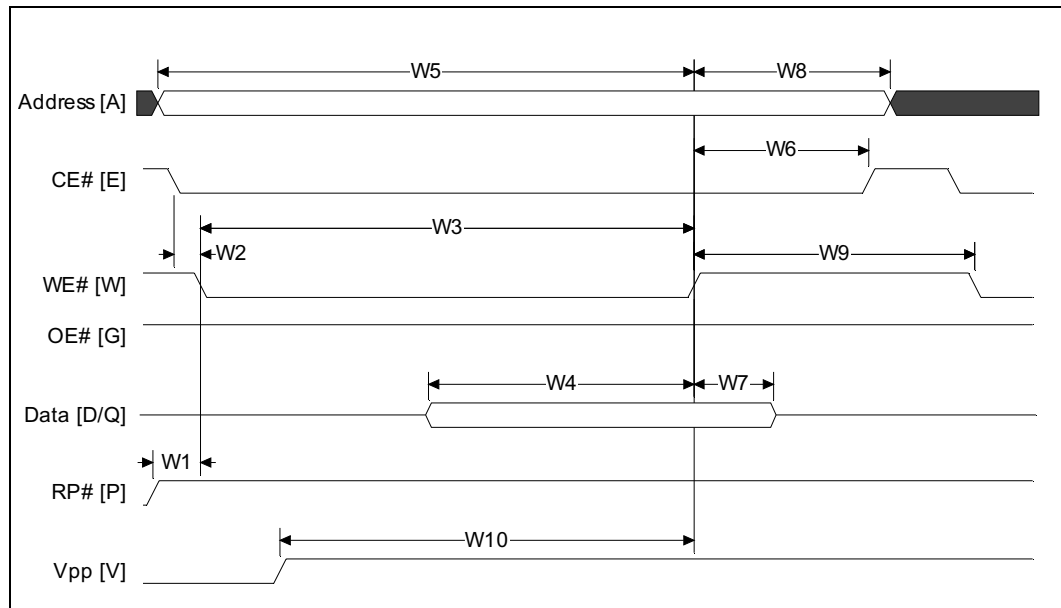 W5
W8
Address [A]
W6
CE# [E]
W3
W2
W9
WE# [W]
OE# [G]
W4
W7
Data [D/Q]
W1
RP# [P]
W10
Vpp [V]